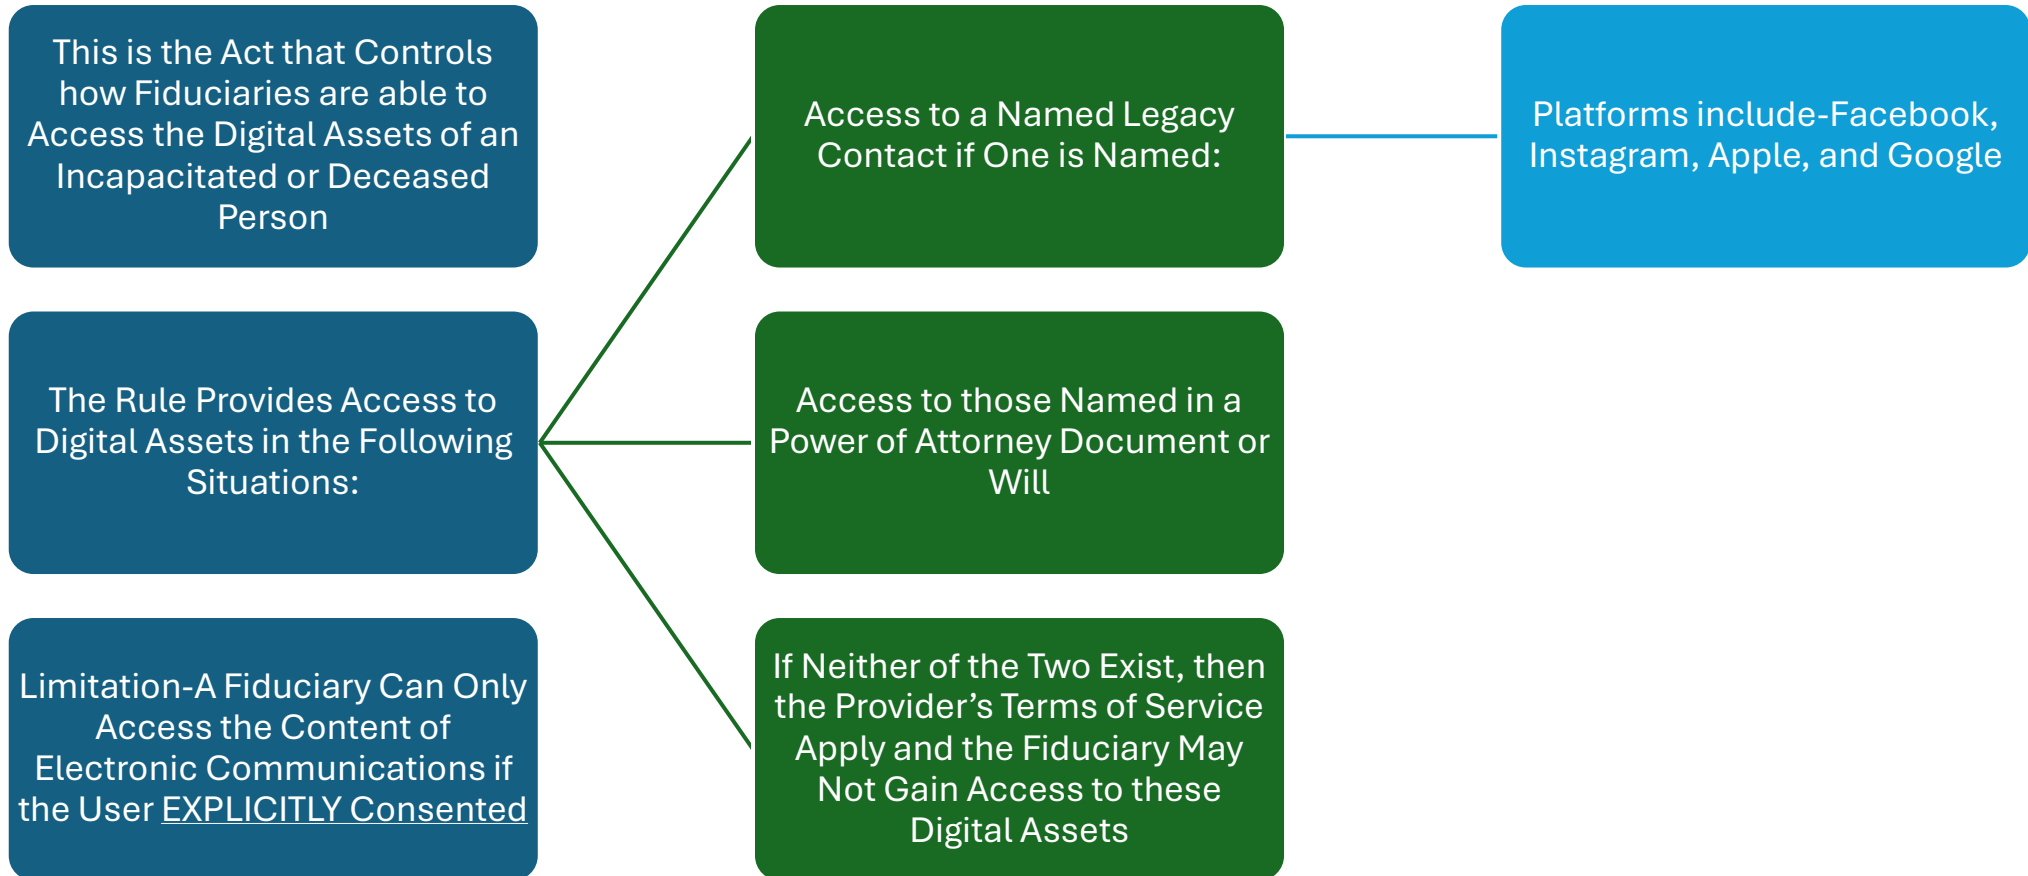 This is the Act that Controls
how Fiduciaries are able to
Access the Digital Assets of an
Incapacitated or Deceased
Person
The Rule Provides Access to
Digital Assets in the Following
Situations:
Limitation-A Fiduciary Can Only
Access the Content of
Electronic Communications if
the User EXPLICITLY Consented
Access to a Named Legacy
Contact if One is Named:
Access to those Named in a
Power of Attorney Document or
Will
If Neither of the Two Exist, then
the Provider’s Terms of Service
Apply and the Fiduciary May
Not Gain Access to these
Digital Assets
Platforms include-Facebook,
Instagram, Apple, and Google